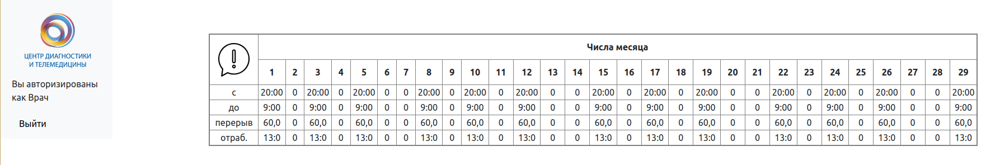 ЦЕНТР ДИАГНОСТИКИ
И ТЕЛЕМЕДИЦИНЫ
Вы авторизированы
как Врач
Выйти
Числа месяца
1 2 3 4 5 6 7 8 9 10 11 12 13 14 15 16 17 18 19 20 21 22 23 24 25 26 27 28 29
с 20:00 0 20:00 0 20:00 0 0 20:00 0 20:00 0 20:00 0 0 20:00 0 20:00 0 20:00 0 0 20:00 0 20:00 0 20:00 0 0 20:00
до 9:00 0 9:00 0 9:00 0 0 9:00 0 9:00 0 9:00 0 0 9:00 0 9:00 0 9:00 0 0 9:00 0 9:00 0 9:00 0 0 9:00
перерыв 60,0 0 60,0 0 60,0 0 0 60,0 0 60,0 0 60,0 0 0 60,0 0 60,0 0 60,0 0 0 60,0 0 60,0 0 60,0 0 0 60,0
отраб. 13:0 0 13:0 0 13:0 0 0 13:0 0 13:0 0 13:0 0 0 13:0 0 13:0 0 13:0 0 0 13:0 0 13:0 0 13:0 0 0 13:0